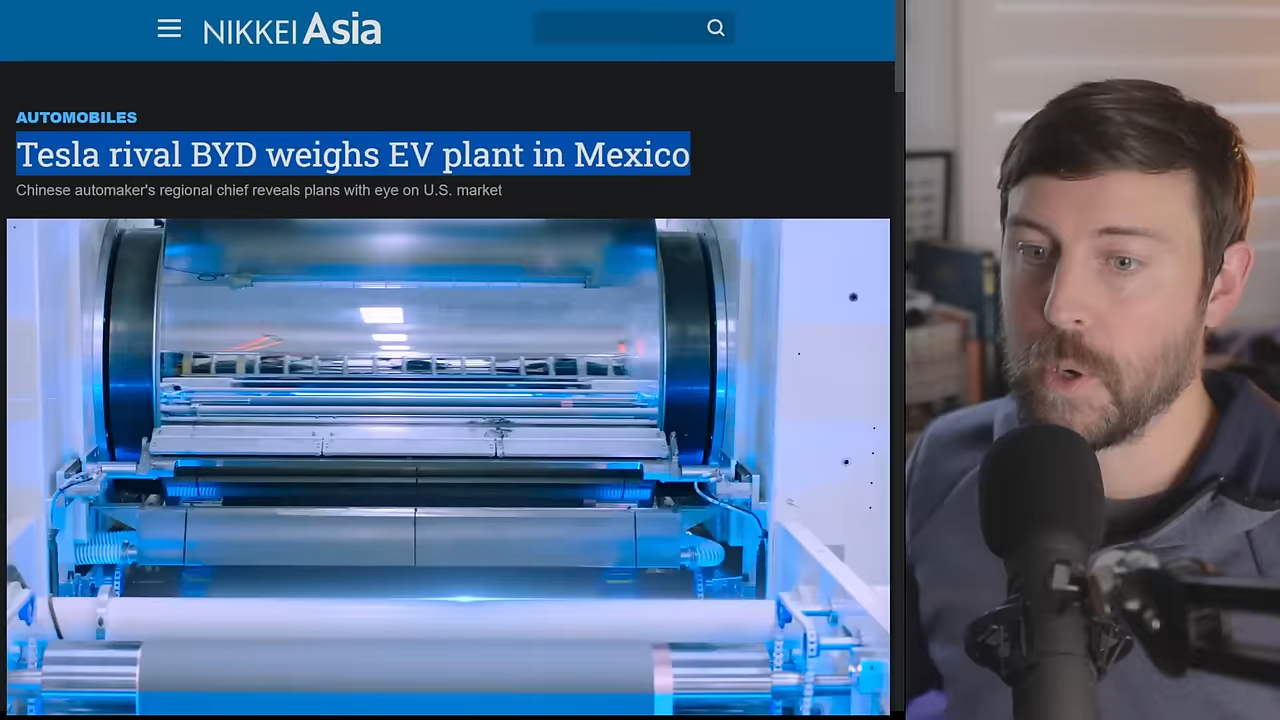 NIKKEI Asia
AUTOMOBILES
Tesla rival BYD weighs EV plant in Mexico
Chinese automaker's regional chief reveals plans with eye on U.S. market